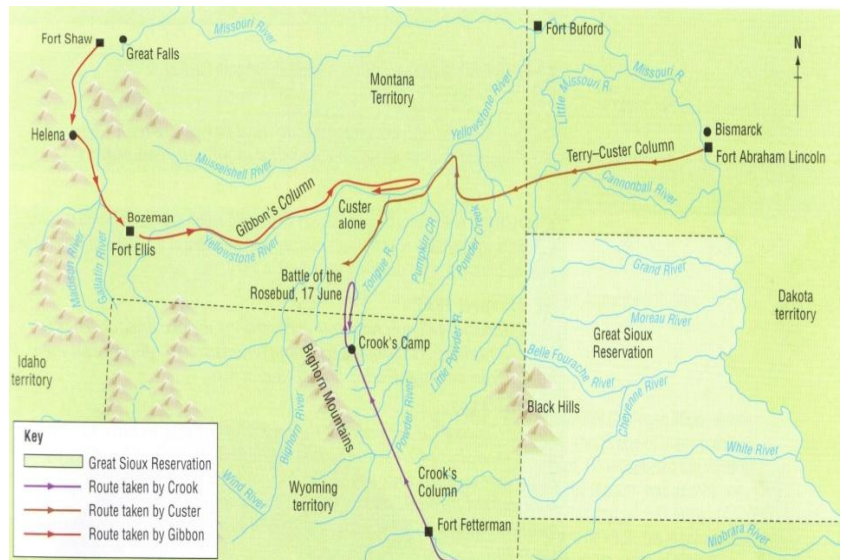 Fort Shaw
Great Falls
Missouri River
Fort Buford
N
Montana
Territory
Yellowstone River
Little Missouri R.
Missouri R.
Helena
Musselshell River
Bismarck
Fort Abraham Lincoln
Terry–Custer Column
Cannonball River
Gibbon's Column
Custer
alone
Bozeman
Fort Ellis
Yellowstone River
Madison River
Gallatin River
Tongue R.
Pumpkin CR
Powder Creek
Battle of the
Rosebud, 17 June
Grand River
Moreau River
Dakota
territory
Great Sioux
Reservation
Idaho
territory
Crook's Camp
Little Powder R.
Belle Fourache River
Bighorn Mountains
Bighorn River
Black Hills
Cheyenne River
Powder River
White River
Wind River
Wyoming
territory
Crook's
Column
Fort Fetterman
Niobrara River
Key
Great Sioux Reservation
Route taken by Crook
Route taken by Custer
Route taken by Gibbon